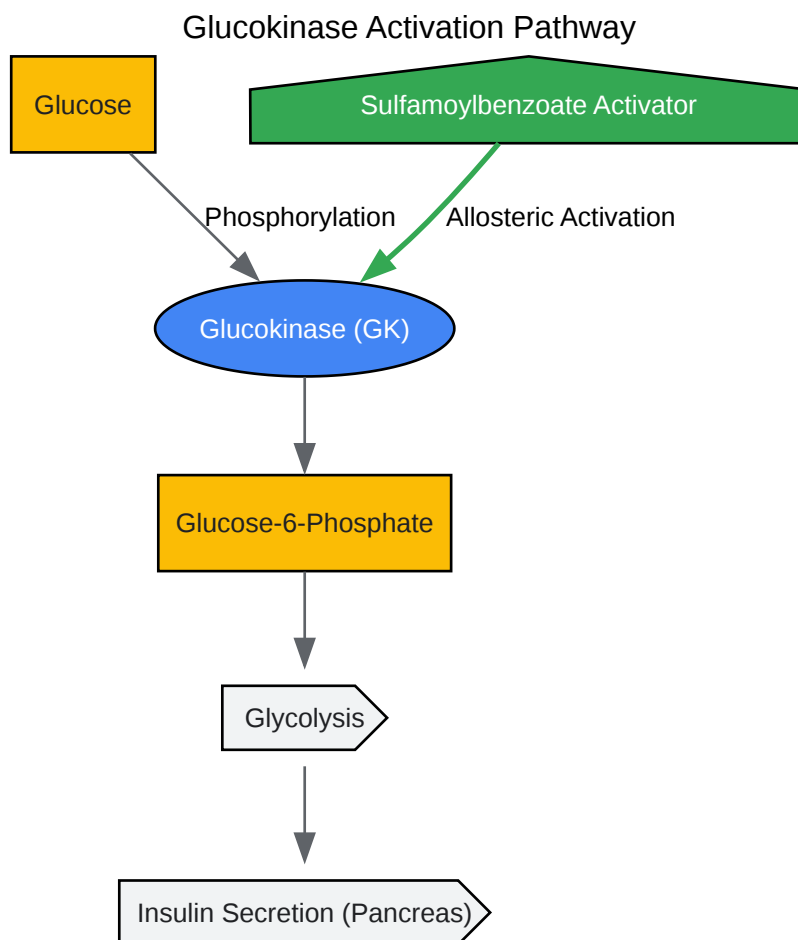 Glucokinase Activation Pathway
Glucose
Sulfamoylbenzoate Activator
Phosphorylation
Allosteric Activation
Glucokinase (GK)
Glucose-6-Phosphate
Glycolysis
Insulin Secretion (Pancreas)